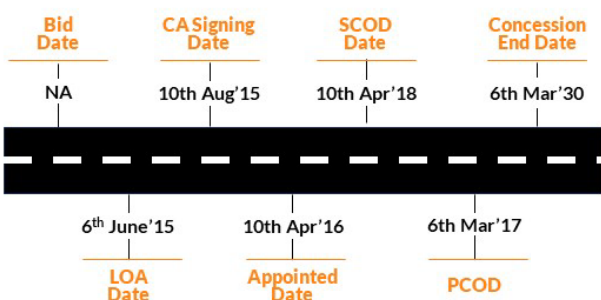 Bid
Date
CA Signing
Date
SCOD
Date
Concession
End Date
NA
10th Aug'15
10th Apr'18
6th Mar'30
6th June'15
10th Apr'16
6th Mar'17
LOA
Date
Appointed
Date
PCOD